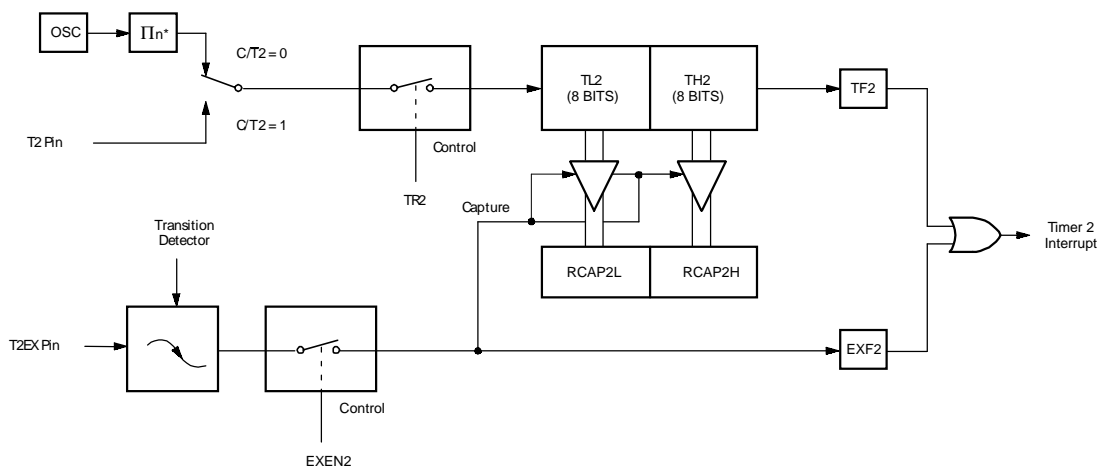 OSC
Πn*
C/T2 = 0
TL2
(8 BITS)
TH2
(8 BITS)
TF2
T2 Pin
C/T2 = 1
Control
TR2
Capture
Transition
Detector
Timer 2
Interrupt
RCAP2L
RCAP2H
T2EX Pin
EXF2
Control
EXEN2